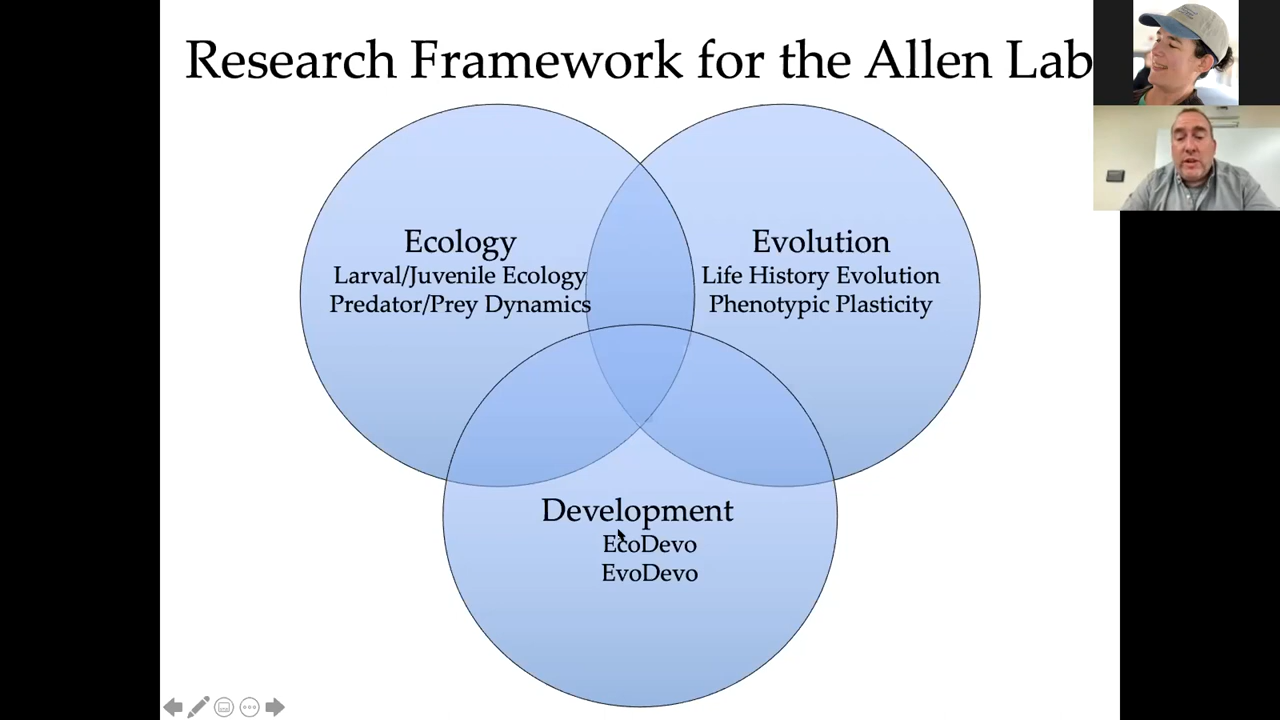 Research Framework for the Allen Lab
Ecology
Larval/Juvenile Ecology
Predator/Prey Dynamics
Evolution
Life History Evolution
Phenotypic Plasticity
Development
EcoDevo
EvoDevo